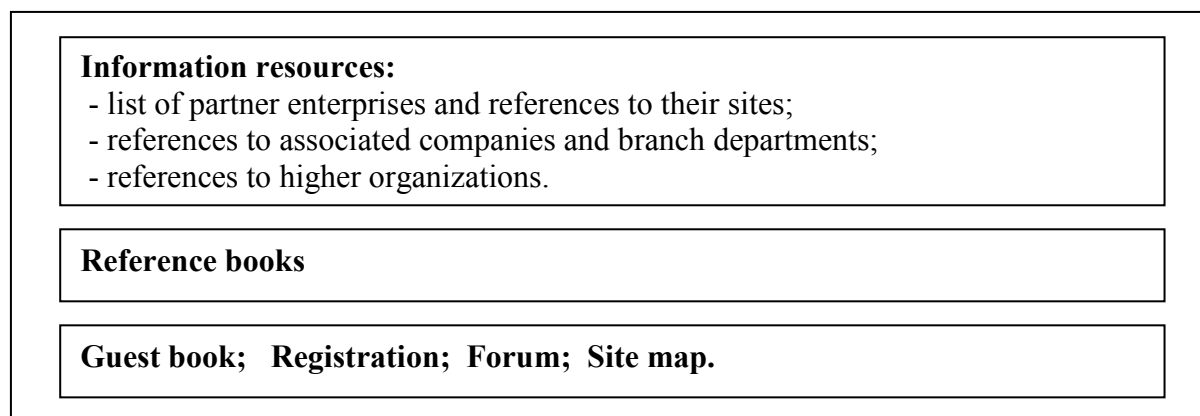 Information resources:
- list of partner enterprises and references to their sites;
- references to associated companies and branch departments;
- references to higher organizations.
Reference books
Guest book; Registration; Forum; Site map.